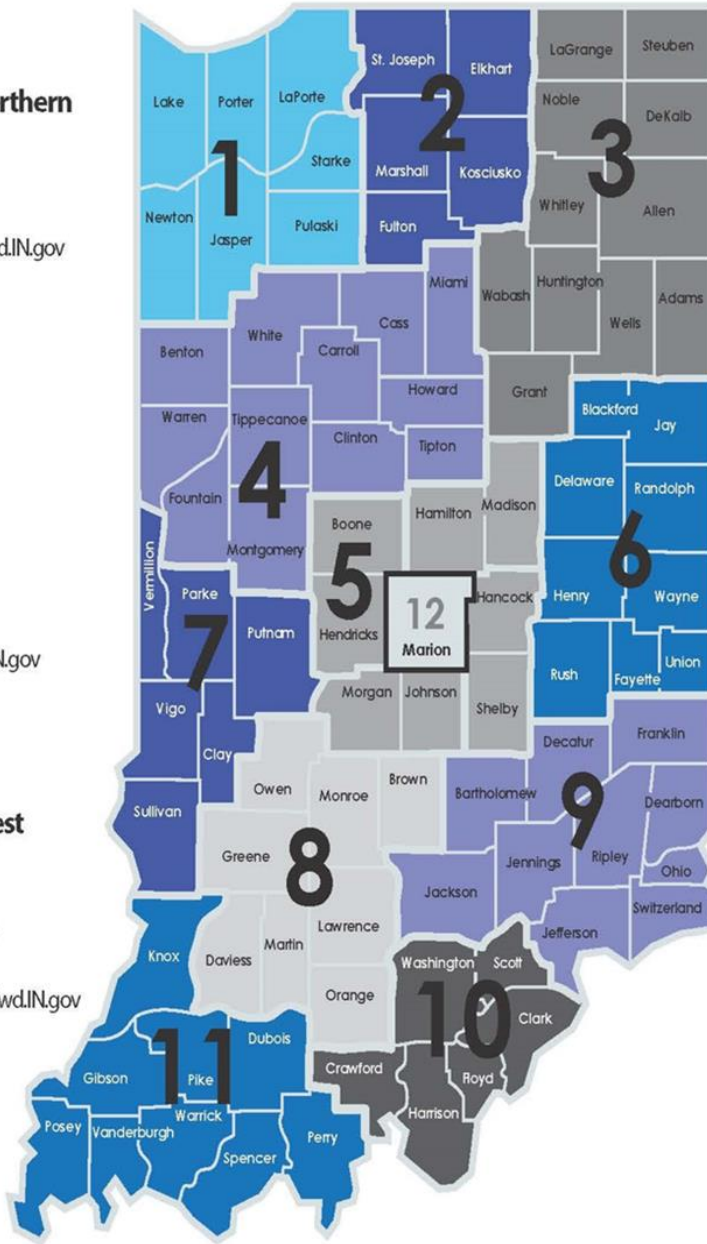 rthern
d.IN.gov
N.gov
est
wd.IN.gov
Lake
Porter
LaPorte
Starke
1
Newton
Jasper
Pulaski
St. Joseph
Elkhart
2
Marshall
Kosciusko
Fulton
LaGrange
Steuben
Noble
DeKalb
3
Whitley
Allen
Wabash
Huntington
Wells
Adams
Grant
Miami
White
Cass
Carroll
Benton
Howard
Warren
Tippecanoe
Clinton
Tipton
4
Fountain
Montgomery
Boone
Hamilton
Madison
5
Hendricks
Hancock
12
Marion
Morgan
Johnson
Shelby
Blackford
Jay
Delaware
Randolph
6
Henry
Wayne
Rush
Fayette
Union
Vermillion
Parke
7
Putnam
Vigo
Clay
Sullivan
Owen
Monroe
Brown
Greene
8
Lawrence
Daviess
Martin
Orange
Decatur
Franklin
Bartholomew
9
Dearborn
Jennings
Ripley
Ohio
Jackson
Switzerland
Jefferson
Washington
Scott
10
Clark
Crawford
Floyd
Harrison
Knox
Dubois
11
Gibson
Pike
Posey
Vanderburgh
Warrick
Spencer
Perry